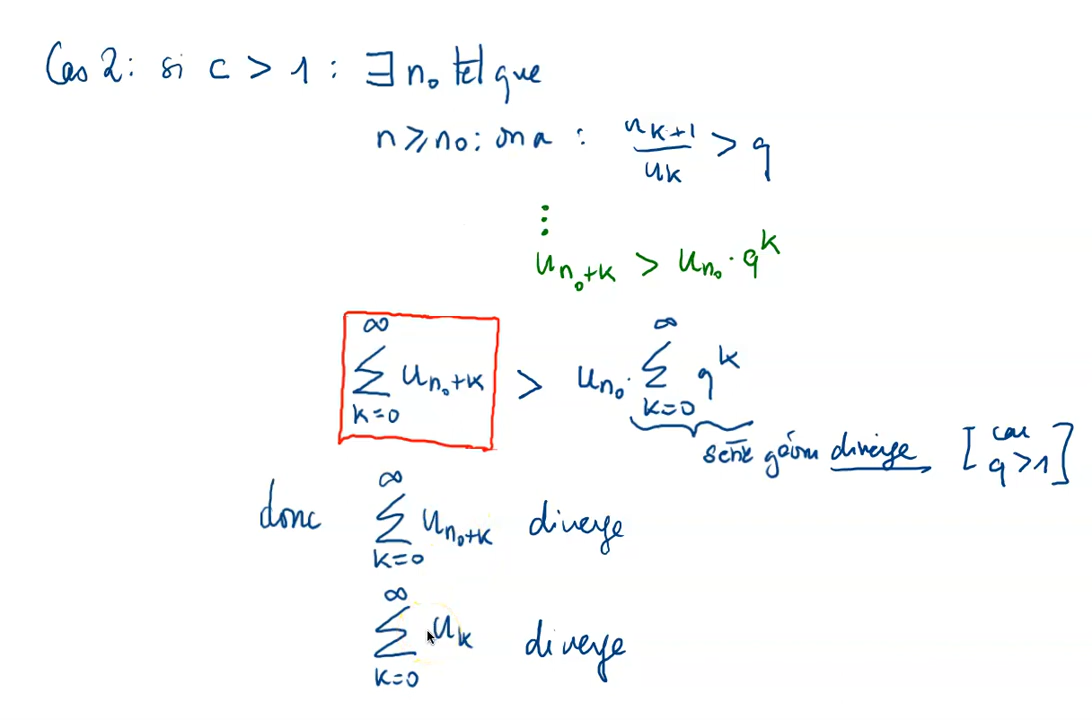 Cas 2: si c > 1 : ∃ n₀ tel que
n ⩾ n₀ : on a : u_{k+1}/u_k > q
⋮
u_{n₀+k} > u_{n₀} · q^k
∑_{k=0}^{∞} u_{n₀+k} > u_{n₀} · ∑_{k=0}^{∞} q^k
série géom diverge [car q>1]
donc ∑_{k=0}^{∞} u_{n₀+k} diverge
∑_{k=0}^{∞} u_k diverge